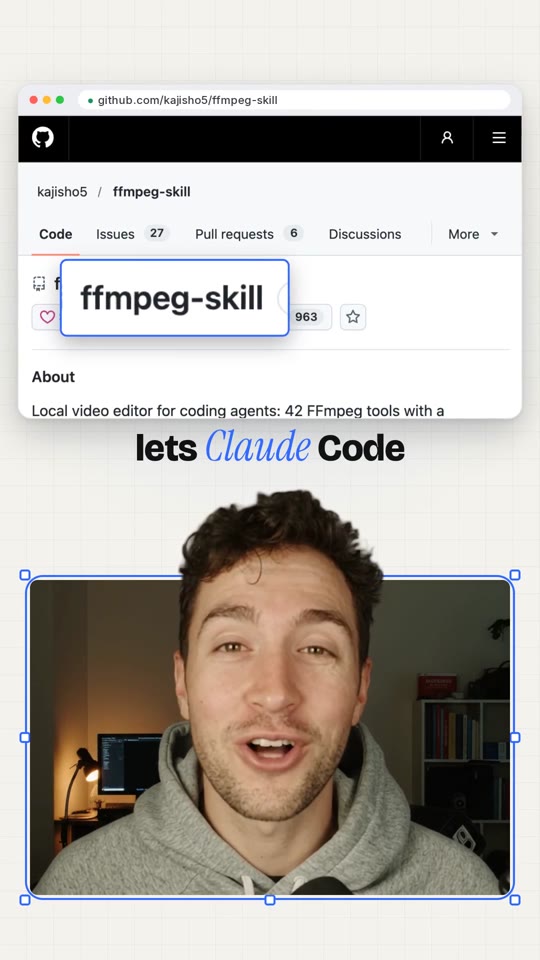 github.com/kajisho5/ffmpeg-skill
kajisho5 / ffmpeg-skill
Code Issues 27 Pull requests 6 Discussions More
ffmpeg-skill
963
About
Local video editor for coding agents: 42 FFmpeg tools with a
lets Claude Code